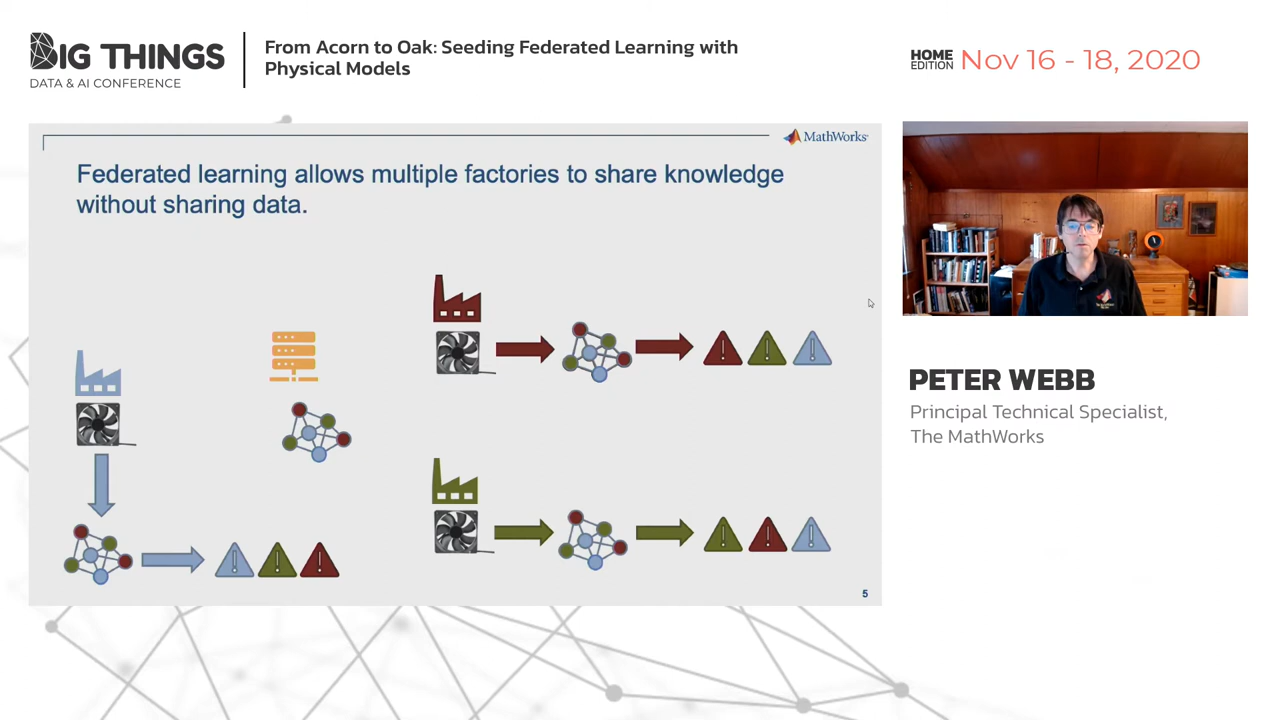 BIG THINGS
DATA & AI CONFERENCE
From Acorn to Oak: Seeding Federated Learning with
Physical Models
HOME
EDITION
Nov 16 - 18, 2020
MathWorks
Federated learning allows multiple factories to share knowledge
without sharing data.
5
PETER WEBB
Principal Technical Specialist,
The MathWorks